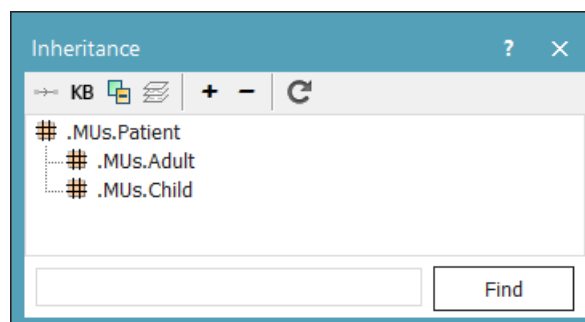 Inheritance ? ×
KB + −
.MUs.Patient
.MUs.Adult
.MUs.Child
Find